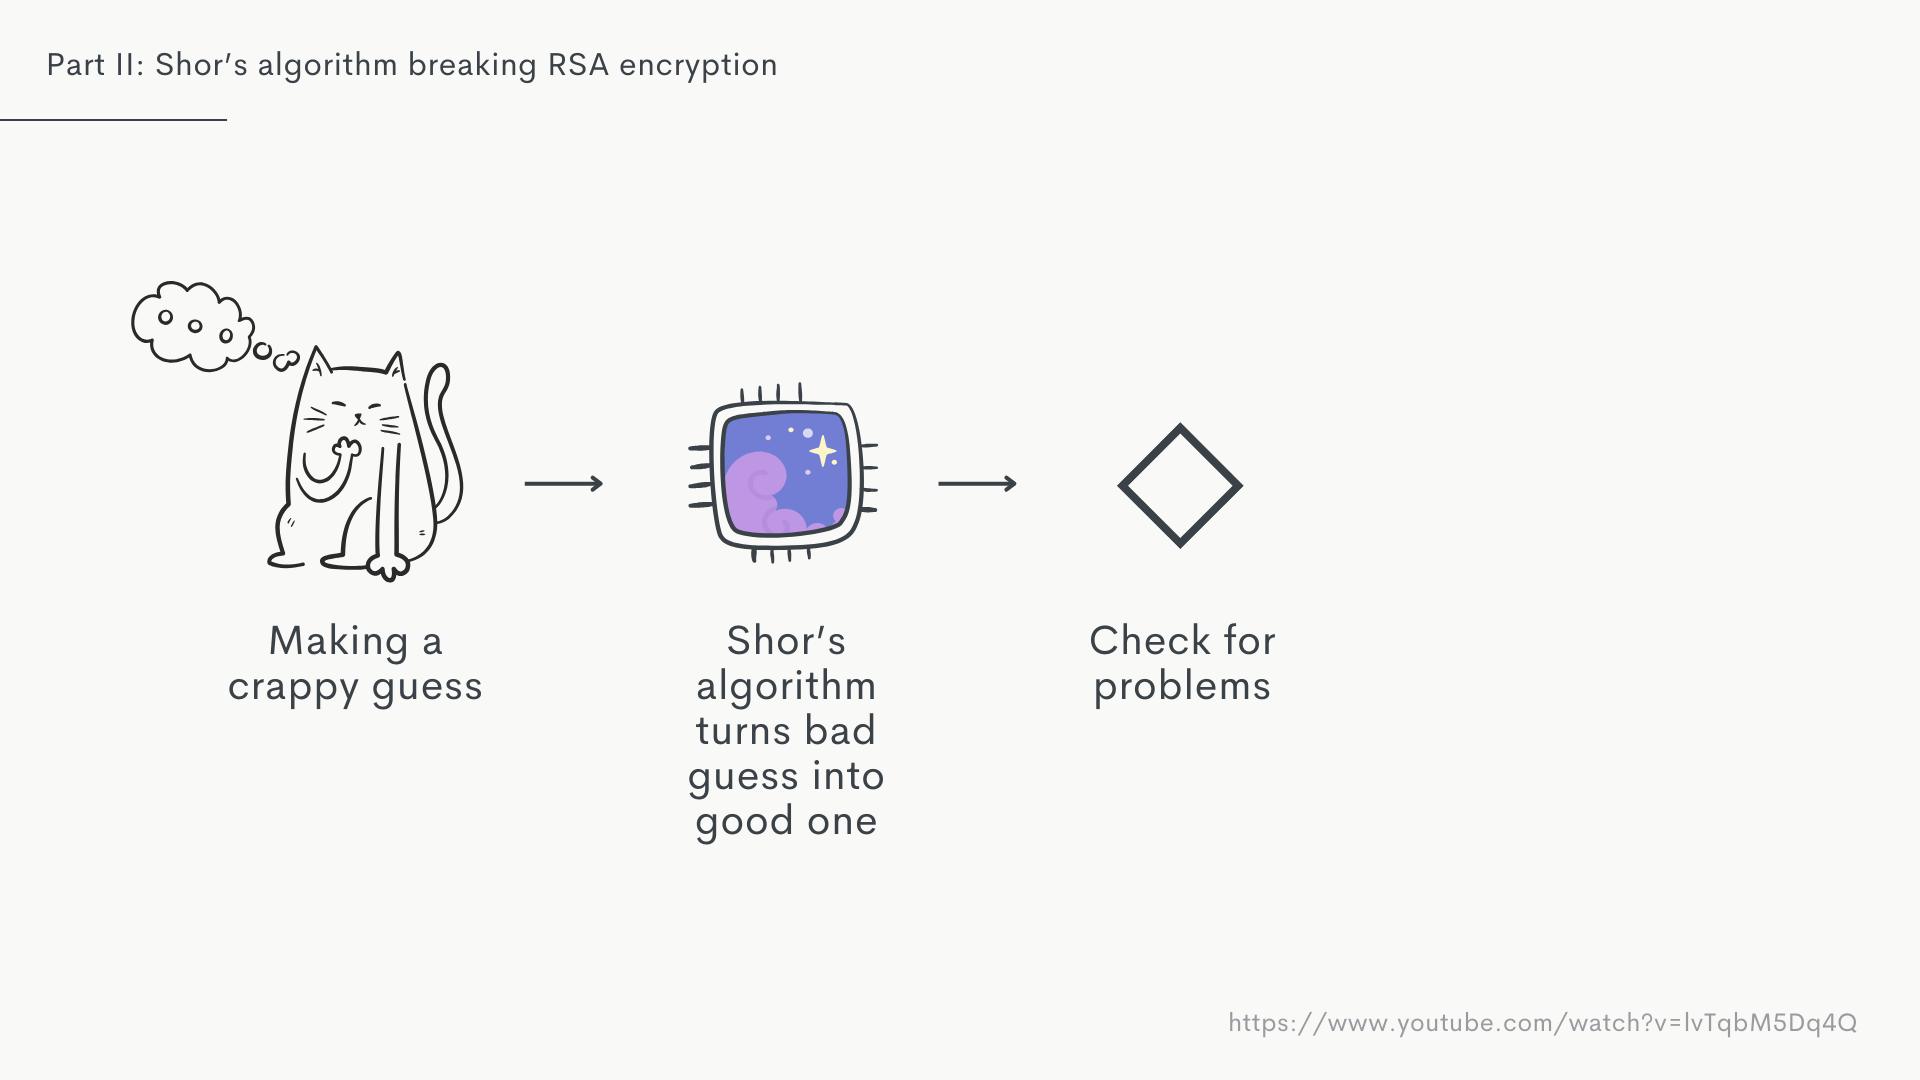 Part II: Shor’s algorithm breaking RSA encryption
Making a
crappy guess
Shor’s
algorithm
turns bad
guess into
good one
Check for
problems
https://www.youtube.com/watch?v=lvTqbM5Dq4Q